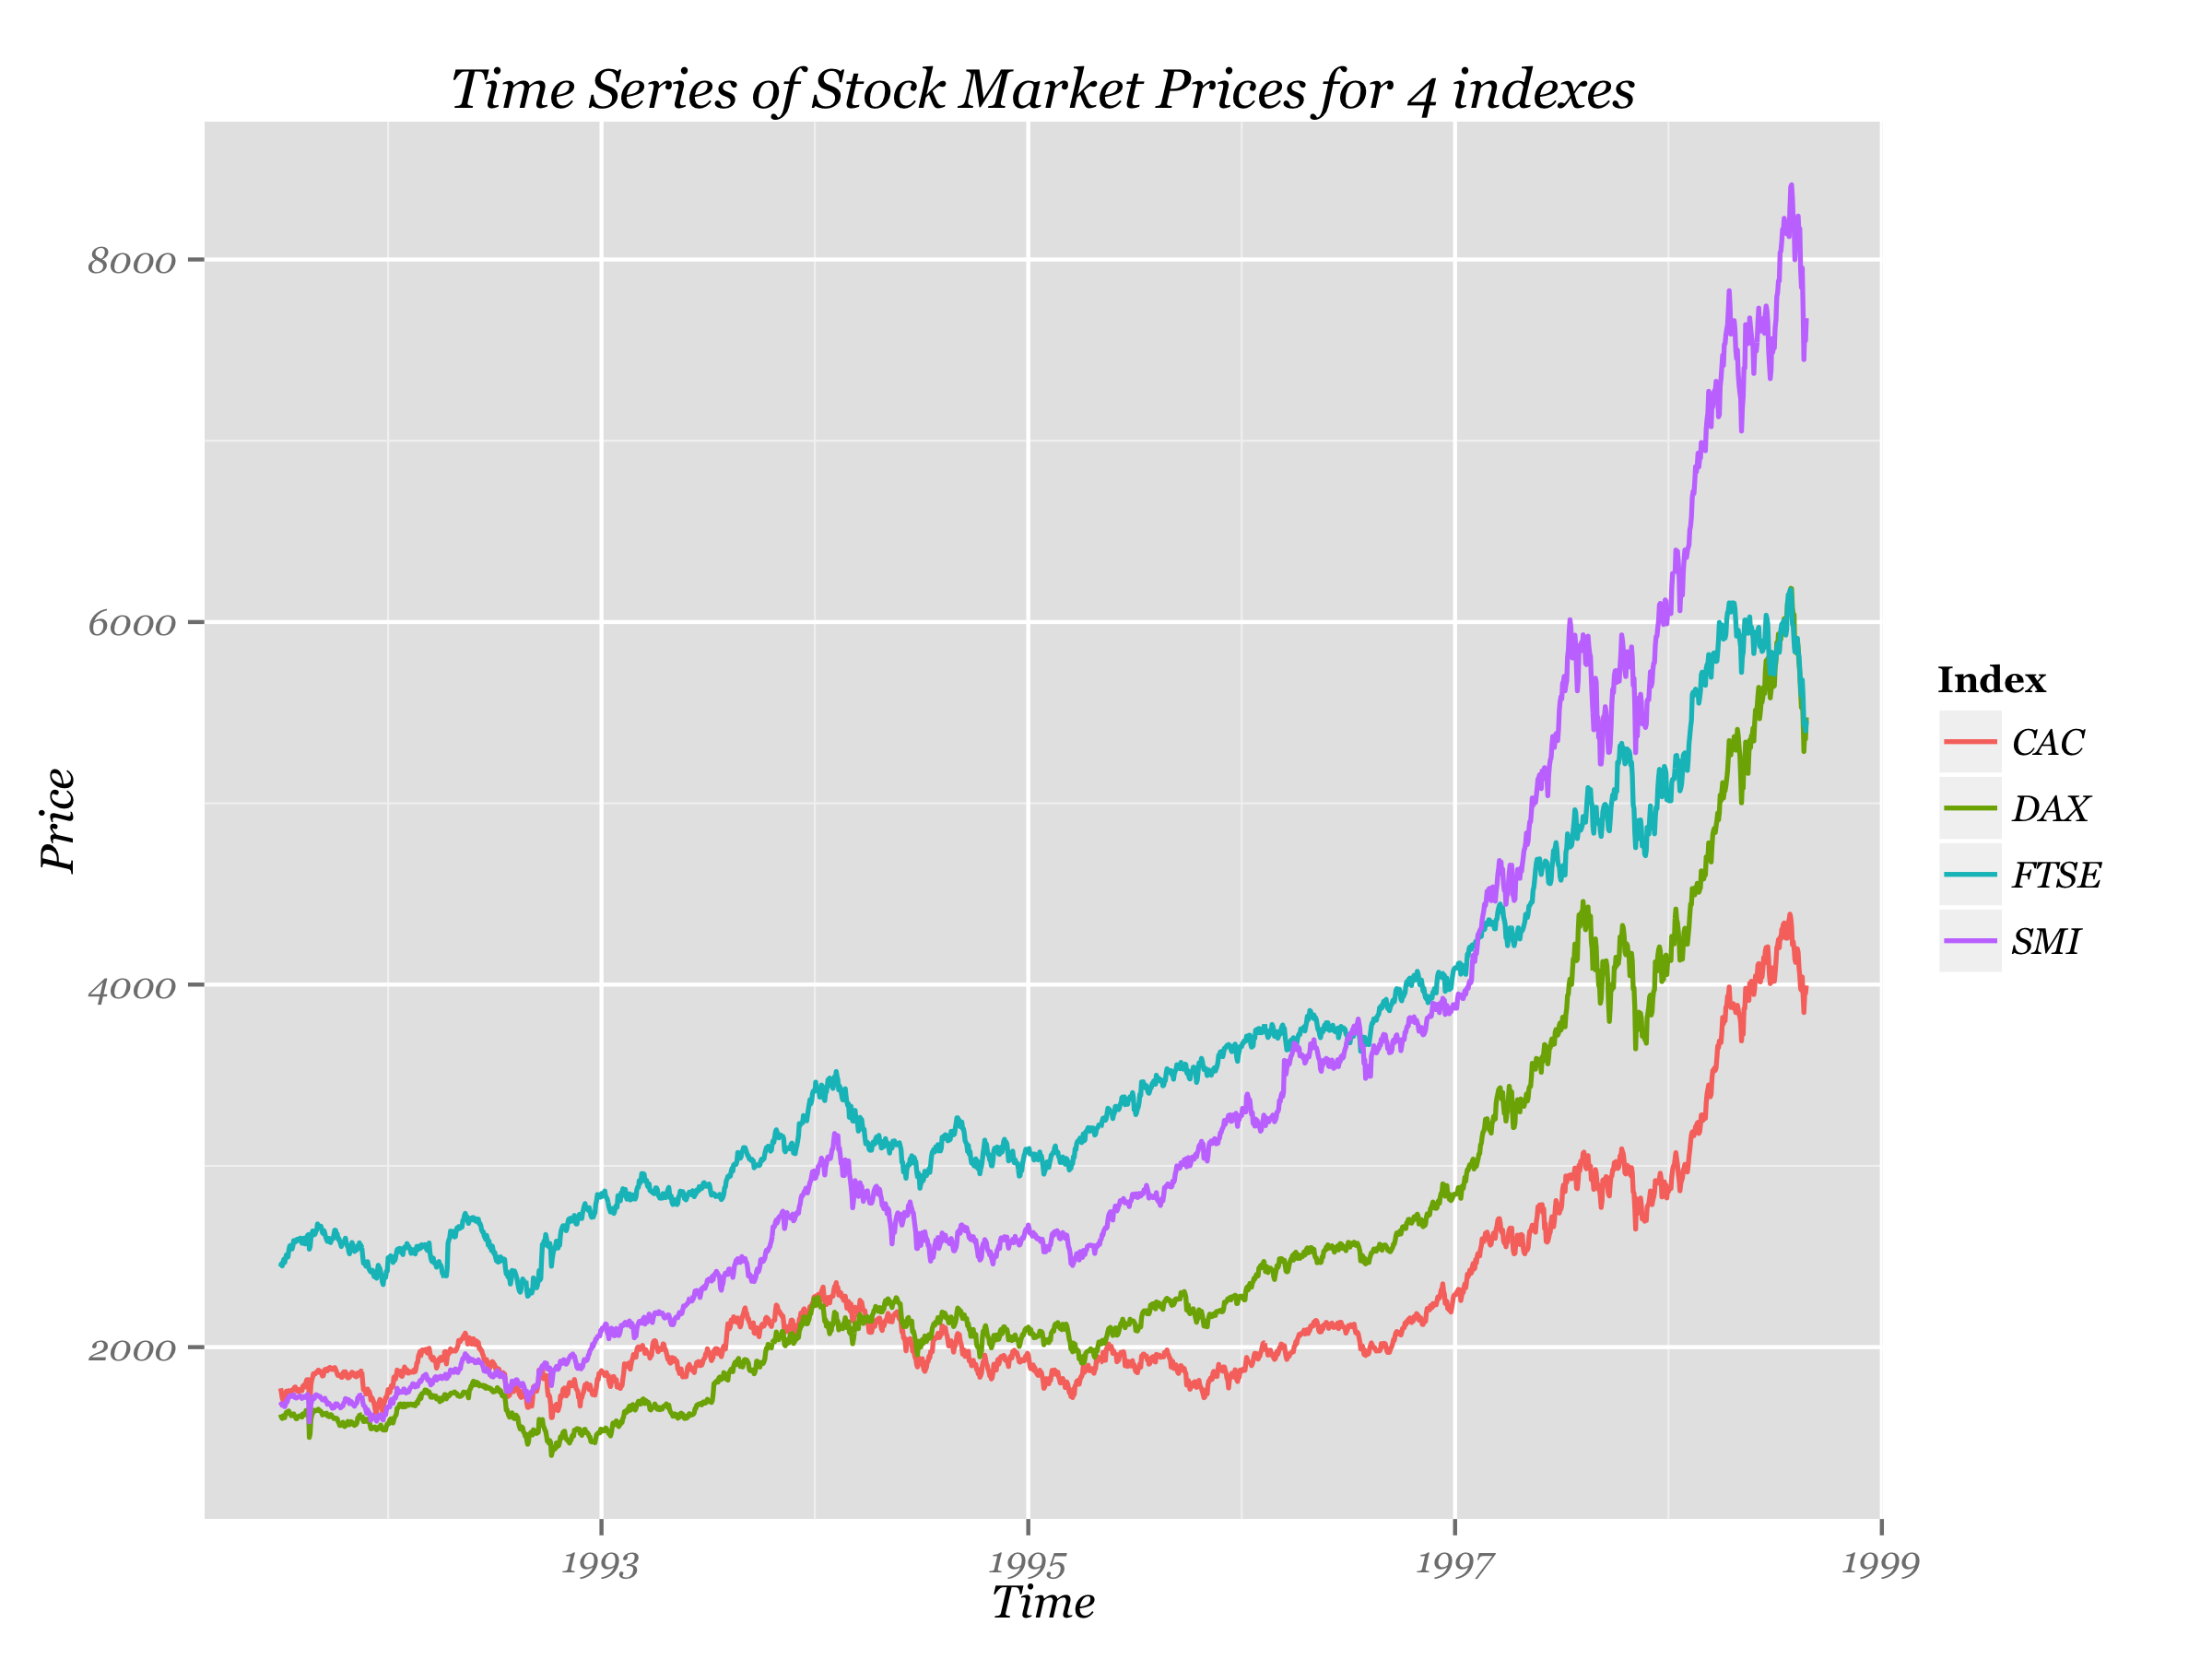 Time Series of Stock Market Prices for 4 indexes
8000
6000
4000
2000
Price
1993
1995
1997
1999
Time
Index
CAC
DAX
FTSE
SMI